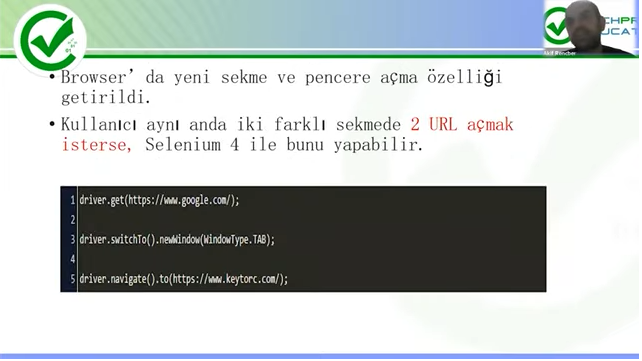 CHPR
UCAT
• Browser’da yeni sekme ve pencere açma özelliği
getirildi.
• Kullanıcı aynı anda iki farklı sekmede 2 URL açmak
isterse, Selenium 4 ile bunu yapabilir.
1 driver.get(https://www.google.com/);
2
3 driver.switchTo().newWindow(WindowType.TAB);
4
5 driver.navigate().to(https://www.keytorc.com/);